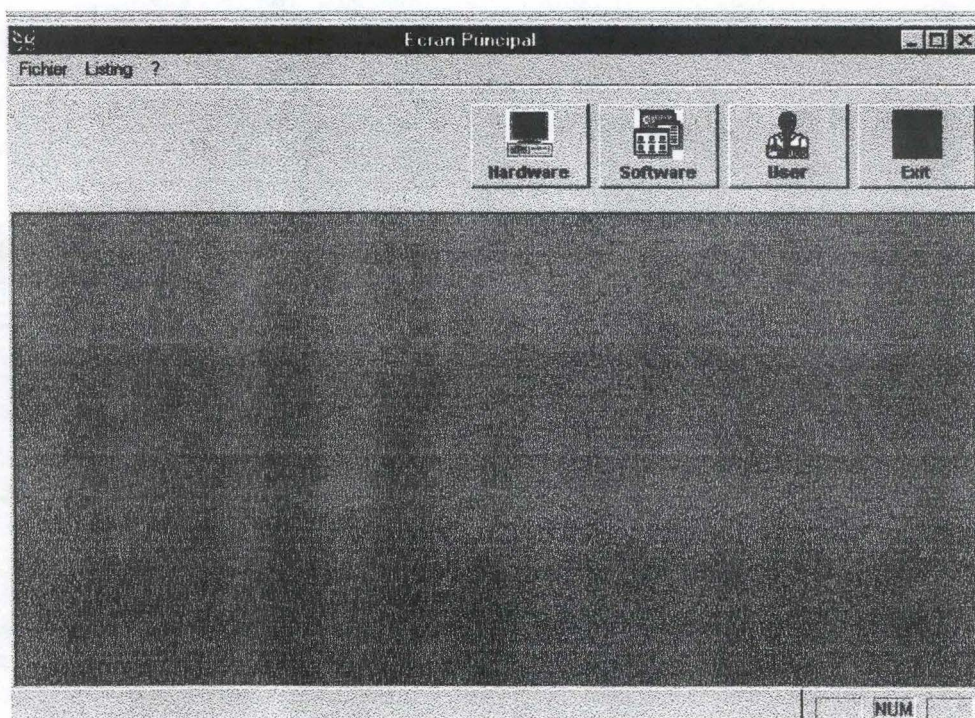 Ecran Principal
Fichier Listing ?
Hardware Software User Exit
NUM